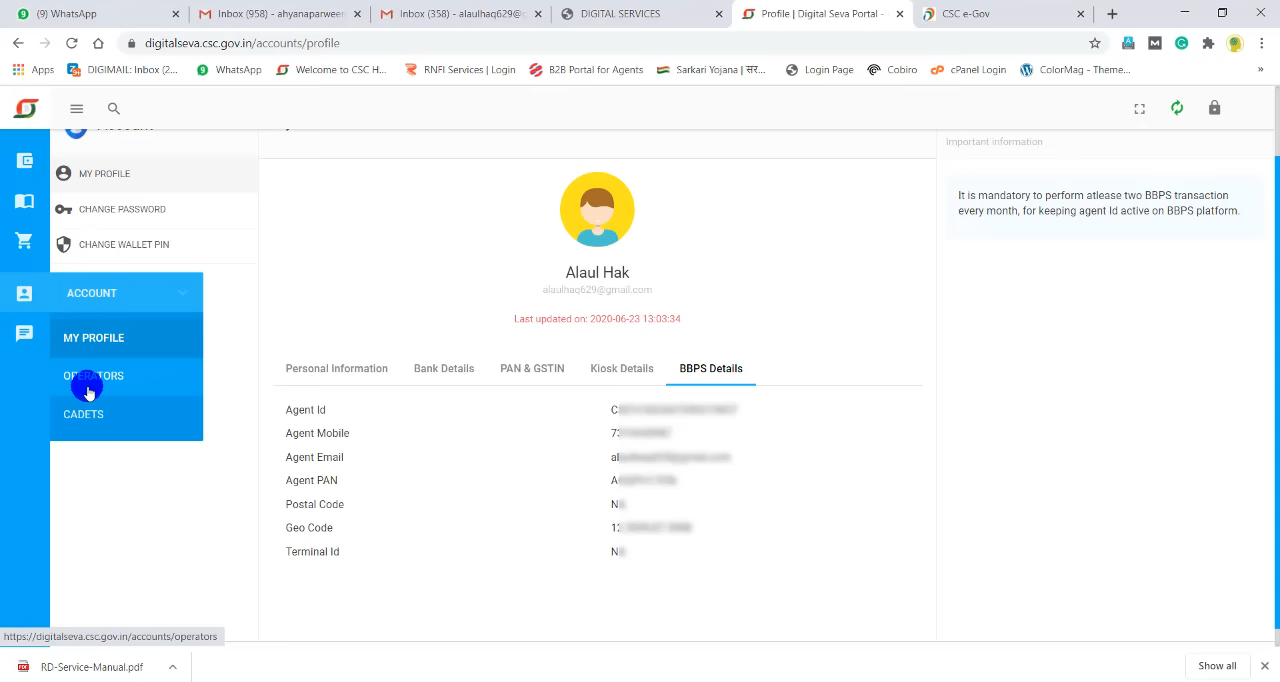 (9) WhatsApp
Inbox (958) - ahyanaparween
Inbox (358) - alaulhaq629@
DIGITAL SERVICES
Profile | Digital Seva Portal -
CSC e-Gov
digitalseva.csc.gov.in/accounts/profile
Apps
DIGIMAIL: Inbox (2...
WhatsApp
Welcome to CSC H...
RNFI Services | Login
B2B Portal for Agents
Sarkari Yojana | सर...
Login Page
Cobiro
cPanel Login
ColorMag - Theme...
»
Important information
MY PROFILE
CHANGE PASSWORD
CHANGE WALLET PIN
ACCOUNT
MY PROFILE
OPERATORS
CADETS
It is mandatory to perform atlease two BBPS transaction
every month, for keeping agent Id active on BBPS platform.
Alaul Hak
alaulhaq629@gmail.com
Last updated on: 2020-06-23 13:03:34
Personal Information
Bank Details
PAN & GSTIN
Kiosk Details
BBPS Details
Agent Id
Agent Mobile
Agent Email
Agent PAN
Postal Code
Geo Code
Terminal Id
https://digitalseva.csc.gov.in/accounts/operators
RD-Service-Manual.pdf
Show all